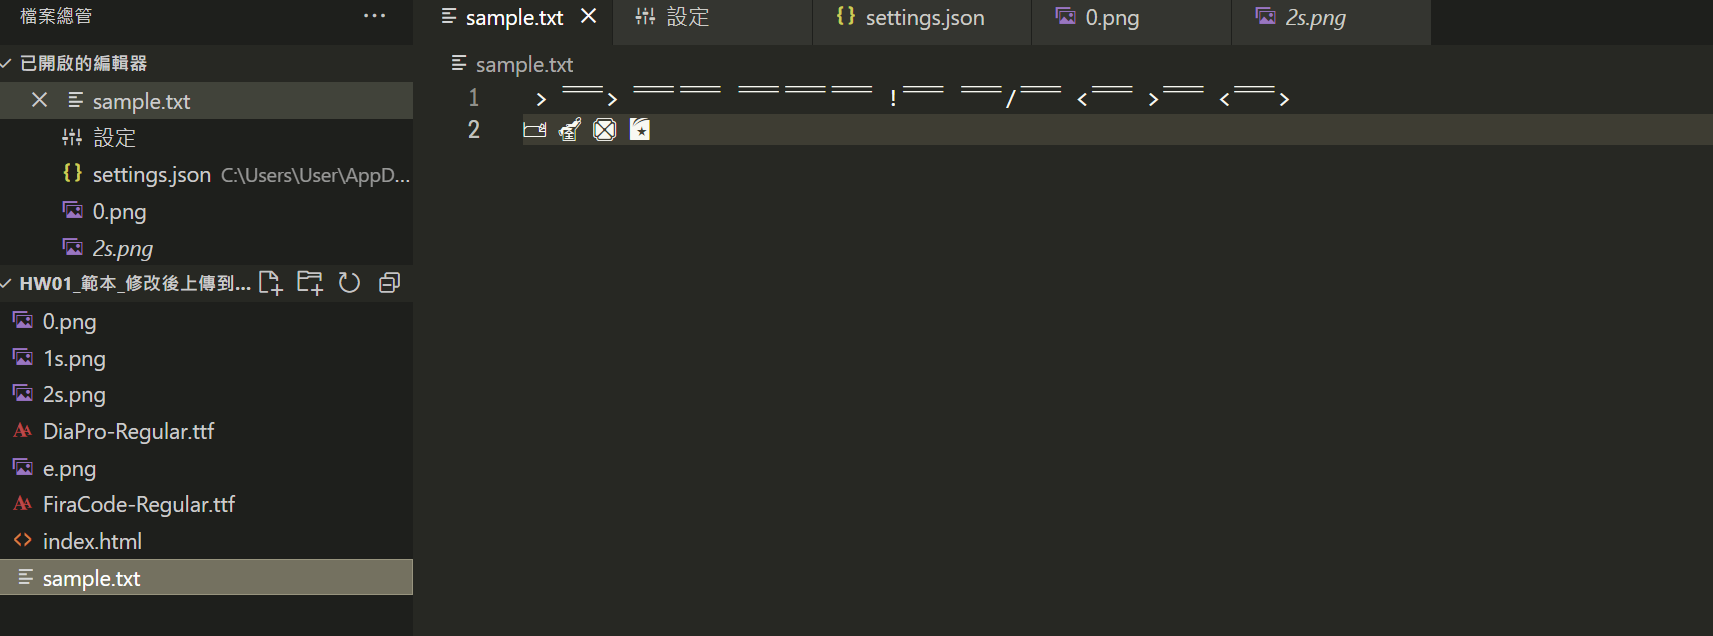 檔案總管 ···
已開啟的編輯器
sample.txt
設定
settings.json C:\Users\User\AppD...
0.png
2s.png
HW01_範本_修改後上傳到...
0.png
1s.png
2s.png
DiaPro-Regular.ttf
e.png
FiraCode-Regular.ttf
index.html
sample.txt
sample.txt 設定 settings.json 0.png 2s.png
sample.txt
1
2